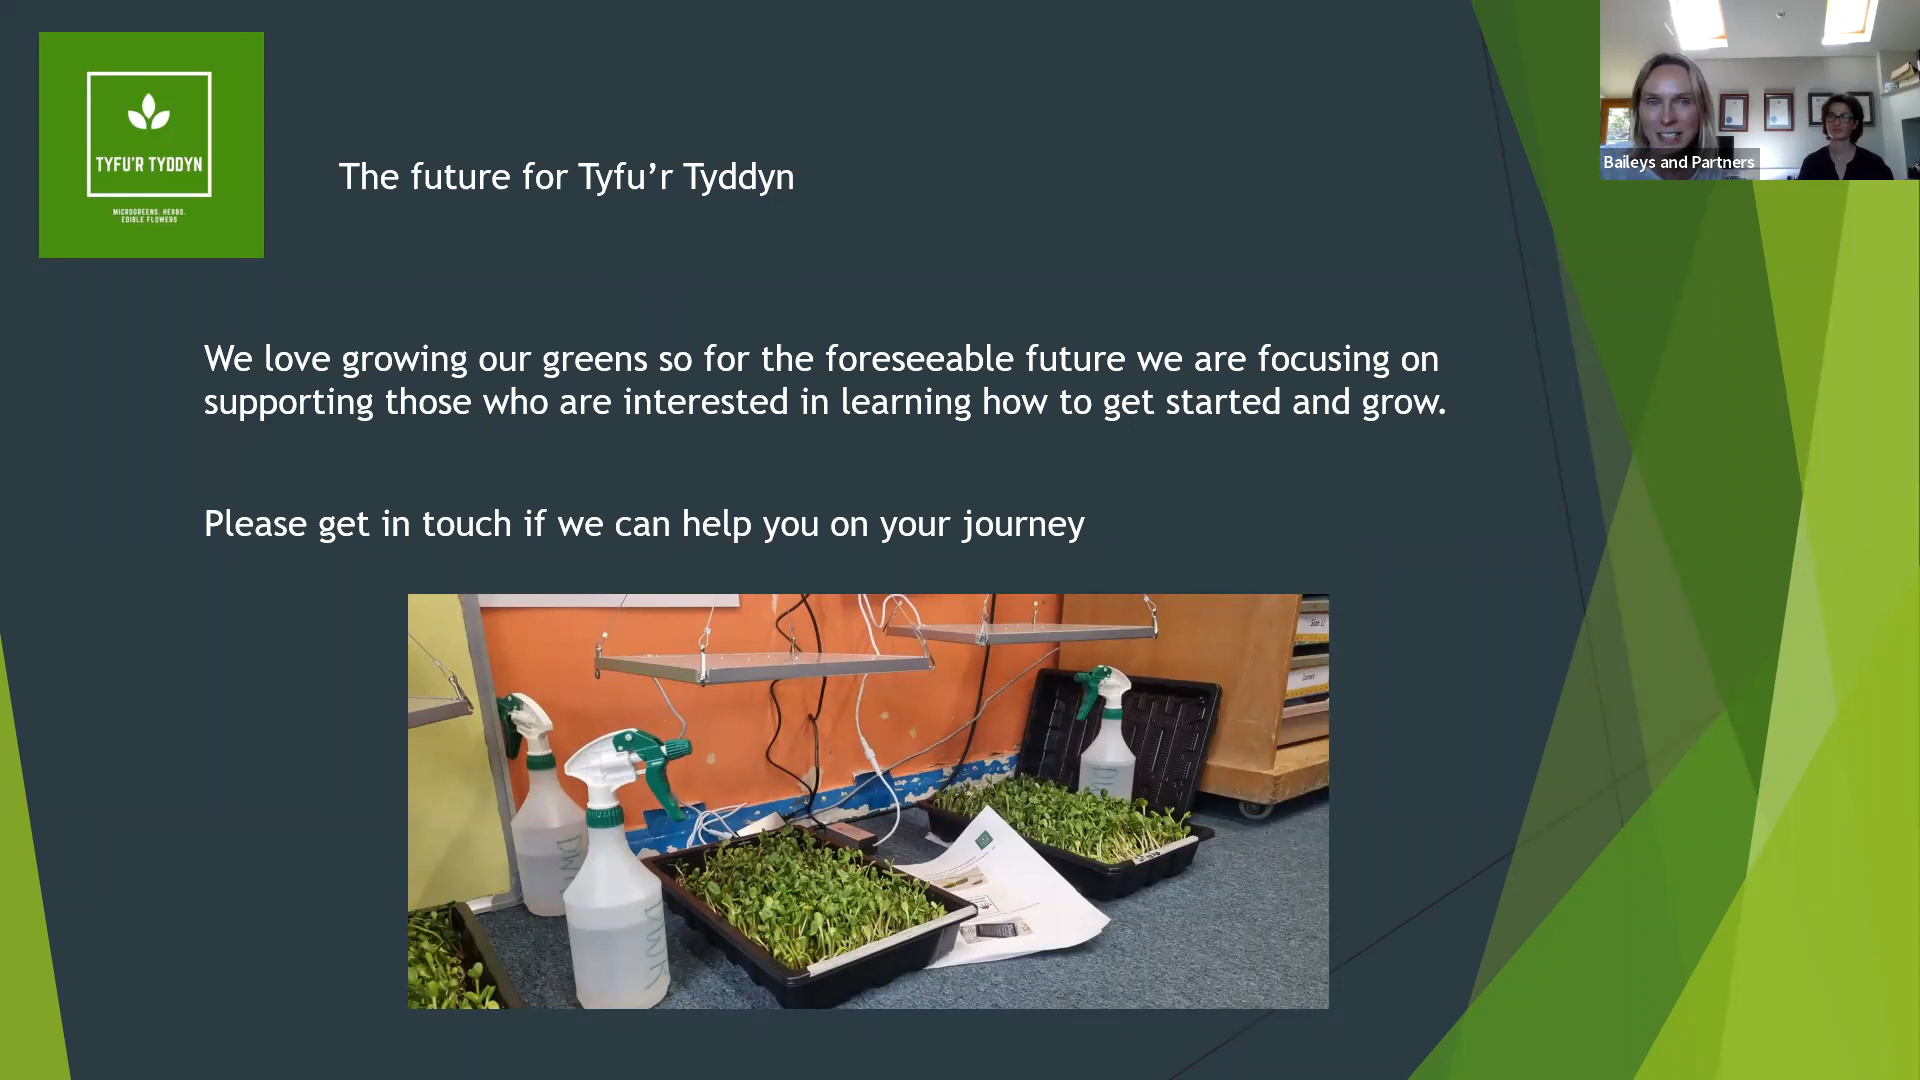 TYFU'R TYDDYN
MICROGREENS. HERBS.
EDIBLE FLOWERS
The future for Tyfu’r Tyddyn
Baileys and Partners
We love growing our greens so for the foreseeable future we are focusing on
supporting those who are interested in learning how to get started and grow.
Please get in touch if we can help you on your journey